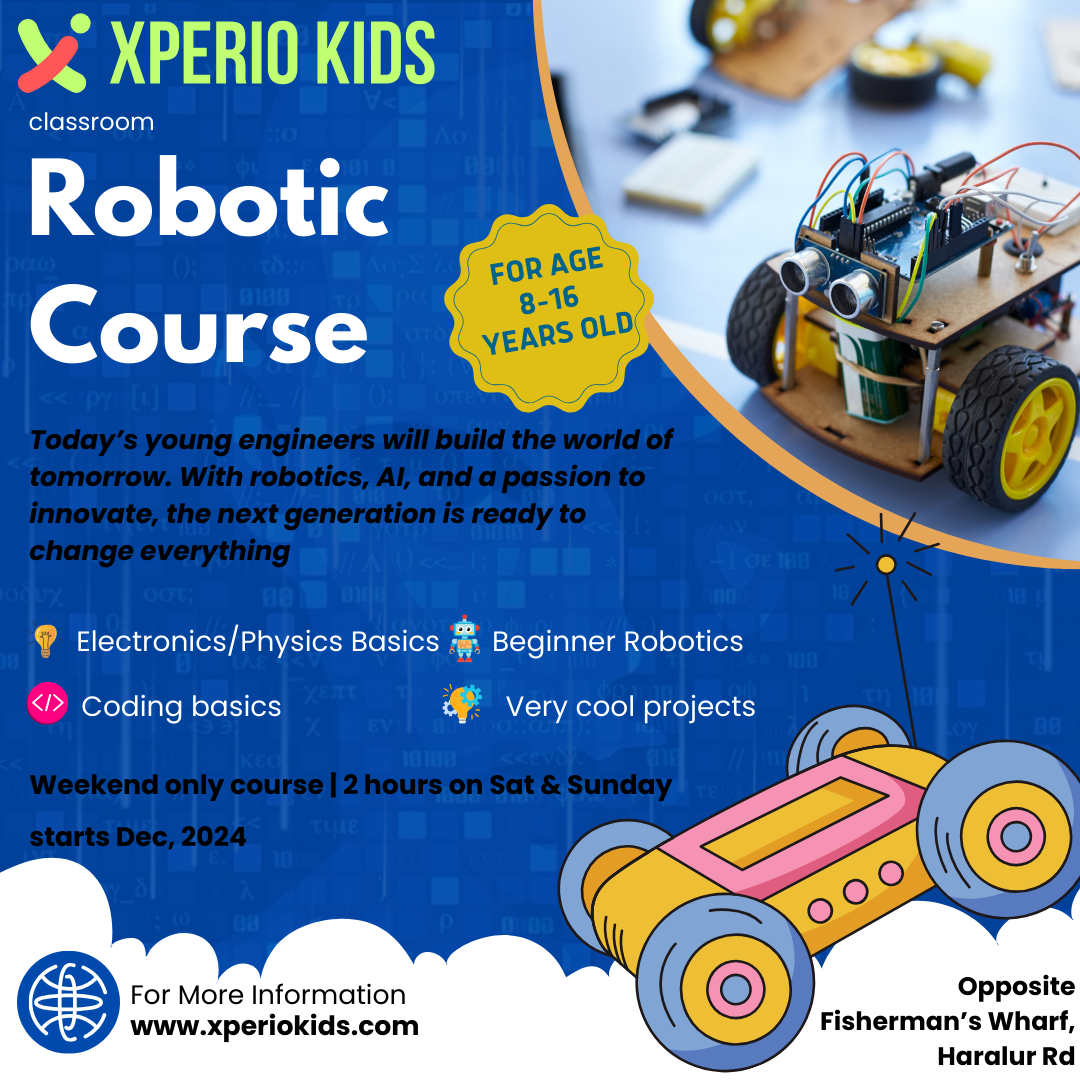 XPERIO KIDS
classroom
Robotic
Course
FOR AGE
8-16
YEARS OLD
Today’s young engineers will build the world of
tomorrow. With robotics, AI, and a passion to
innovate, the next generation is ready to
change everything
Electronics/Physics Basics
Beginner Robotics
Coding basics
Very cool projects
Weekend only course | 2 hours on Sat & Sunday
starts Dec, 2024
For More Information
www.xperiokids.com
Opposite
Fisherman’s Wharf,
Haralur Rd